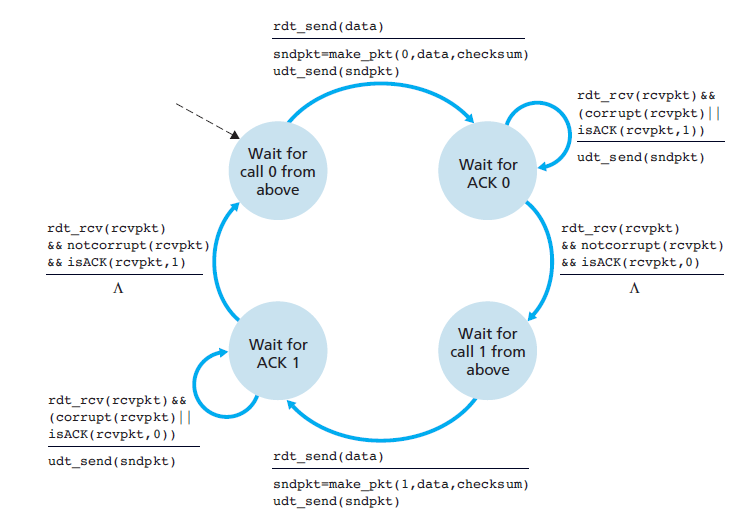 rdt_send(data)
sndpkt=make_pkt(0,data,checksum)
udt_send(sndpkt)
rdt_rcv(rcvpkt)&&
(corrupt(rcvpkt)||
isACK(rcvpkt,1))
udt_send(sndpkt)
Wait for
call 0 from
above
Wait for
ACK 0
rdt_rcv(rcvpkt)
&& notcorrupt(rcvpkt)
&& isACK(rcvpkt,1)
Λ
rdt_rcv(rcvpkt)
&& notcorrupt(rcvpkt)
&& isACK(rcvpkt,0)
Λ
Wait for
ACK 1
Wait for
call 1 from
above
rdt_rcv(rcvpkt)&&
(corrupt(rcvpkt)||
isACK(rcvpkt,0))
udt_send(sndpkt)
rdt_send(data)
sndpkt=make_pkt(1,data,checksum)
udt_send(sndpkt)